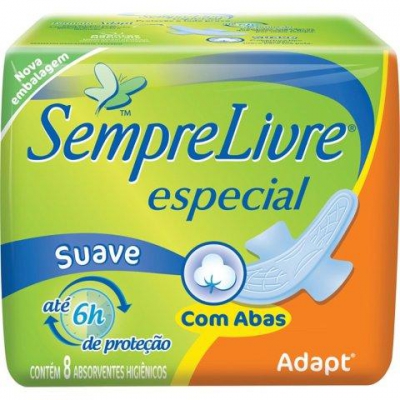 Nova
embalagem
TM
SempreLivre®
especial
Suave
até
6h
de proteção
Com Abas
CONTÉM 8 ABSORVENTES HIGIÊNICOS
Adapt®